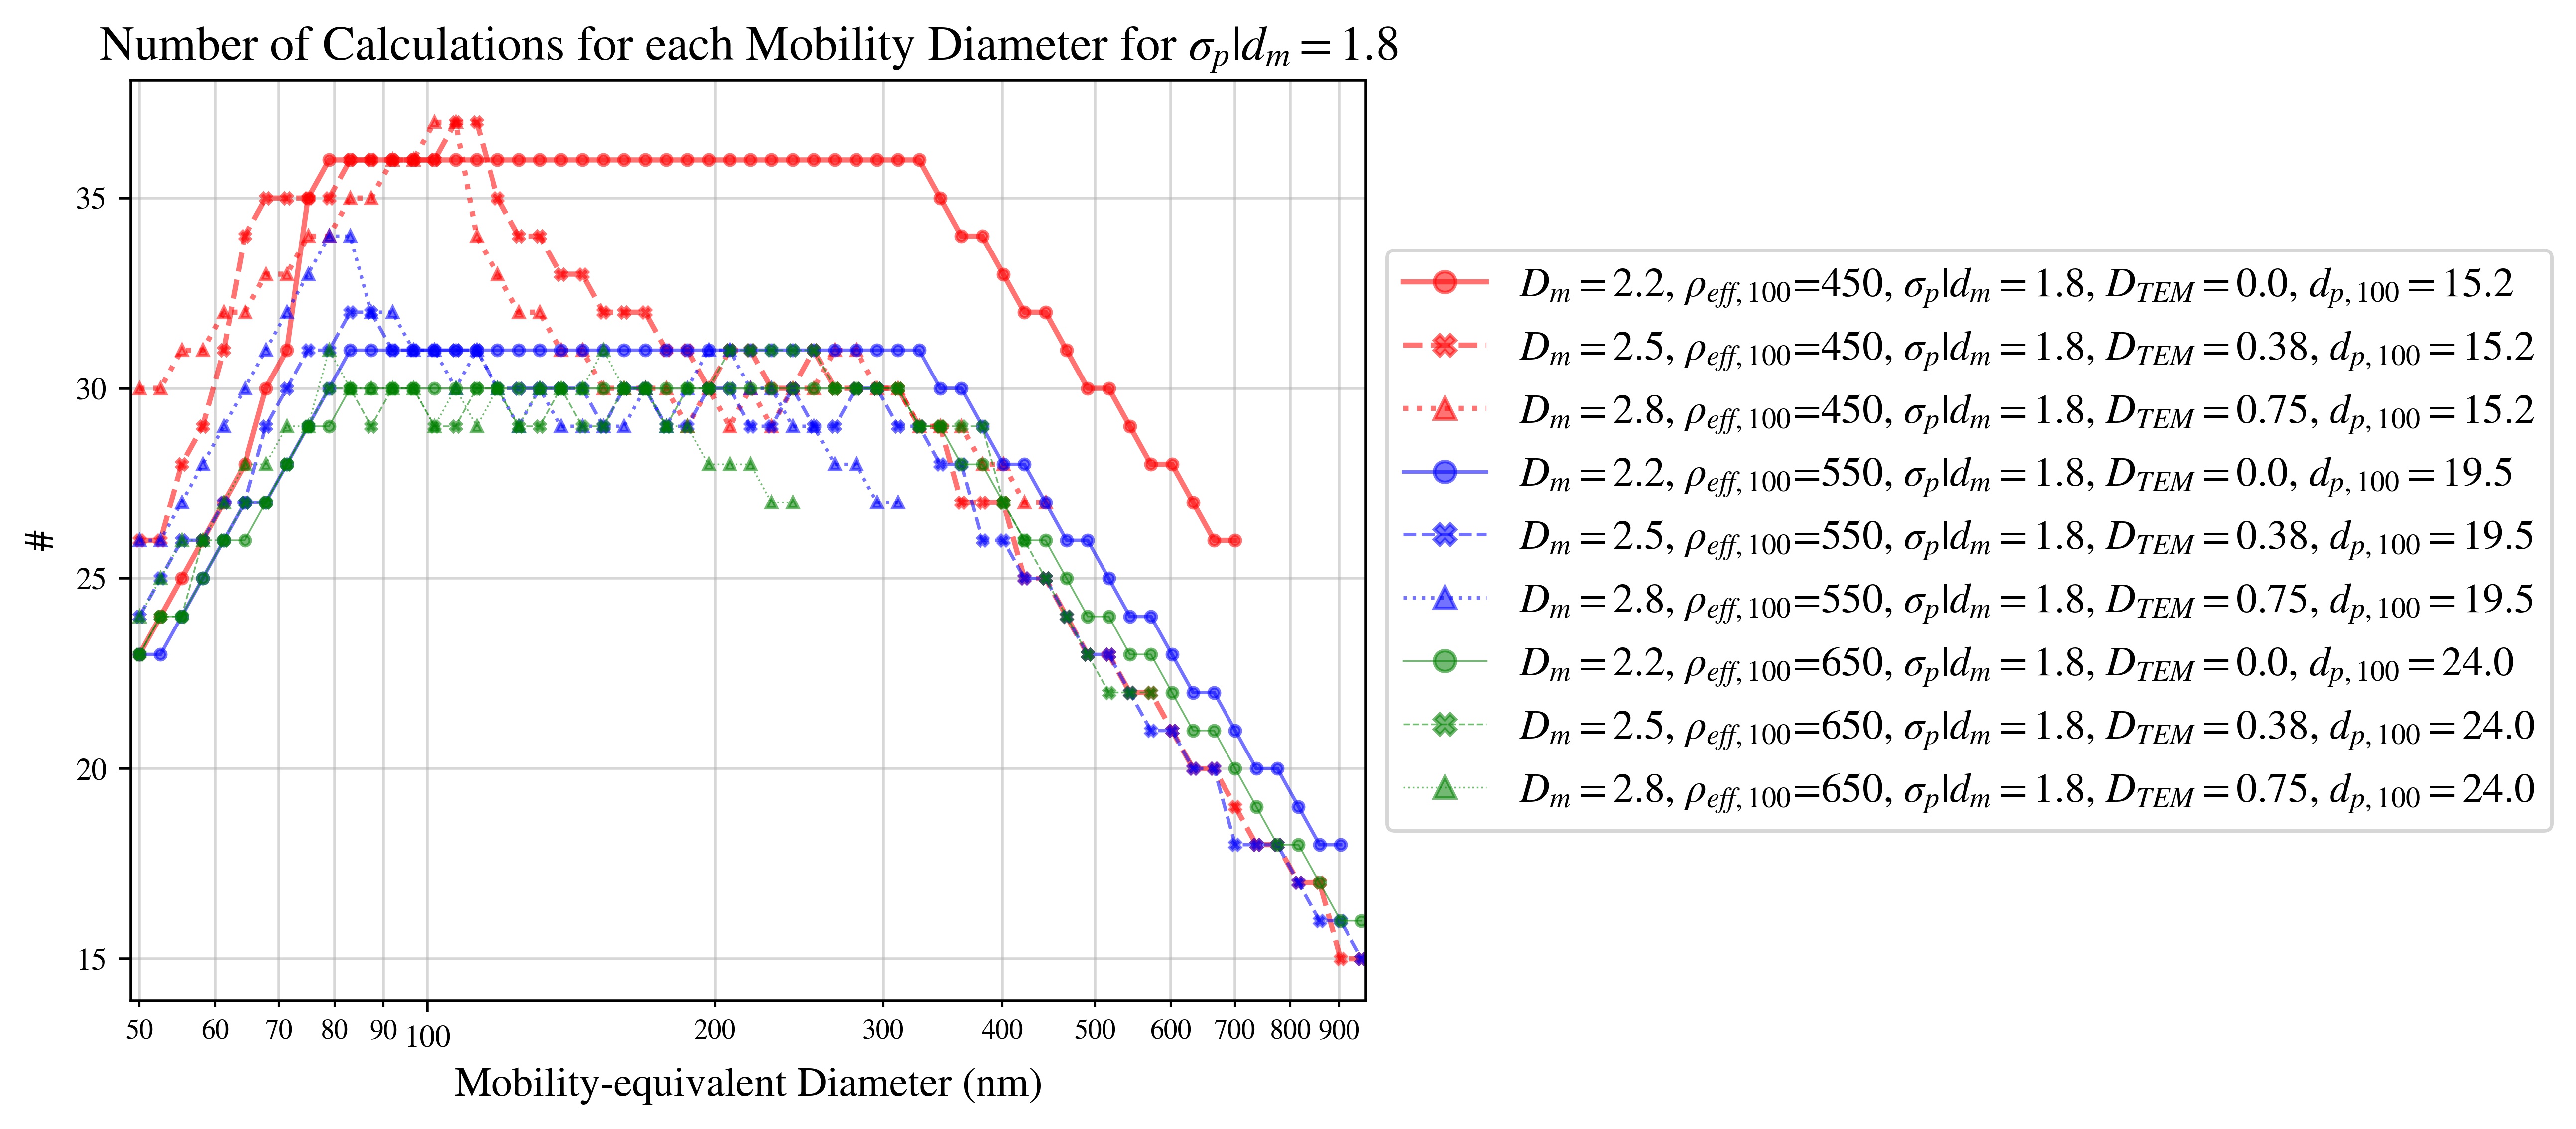 Number of Calculations for each Mobility Diameter for σp|dm = 1.8
35
30
25
20
15
#
50 60 70 80 90 100 200 300 400 500 600 700 800 900
Mobility-equivalent Diameter (nm)
Dm = 2.2, ρeff, 100=450, σp|dm = 1.8, DTEM = 0.0, dp, 100 = 15.2
Dm = 2.5, ρeff, 100=450, σp|dm = 1.8, DTEM = 0.38, dp, 100 = 15.2
Dm = 2.8, ρeff, 100=450, σp|dm = 1.8, DTEM = 0.75, dp, 100 = 15.2
Dm = 2.2, ρeff, 100=550, σp|dm = 1.8, DTEM = 0.0, dp, 100 = 19.5
Dm = 2.5, ρeff, 100=550, σp|dm = 1.8, DTEM = 0.38, dp, 100 = 19.5
Dm = 2.8, ρeff, 100=550, σp|dm = 1.8, DTEM = 0.75, dp, 100 = 19.5
Dm = 2.2, ρeff, 100=650, σp|dm = 1.8, DTEM = 0.0, dp, 100 = 24.0
Dm = 2.5, ρeff, 100=650, σp|dm = 1.8, DTEM = 0.38, dp, 100 = 24.0
Dm = 2.8, ρeff, 100=650, σp|dm = 1.8, DTEM = 0.75, dp, 100 = 24.0